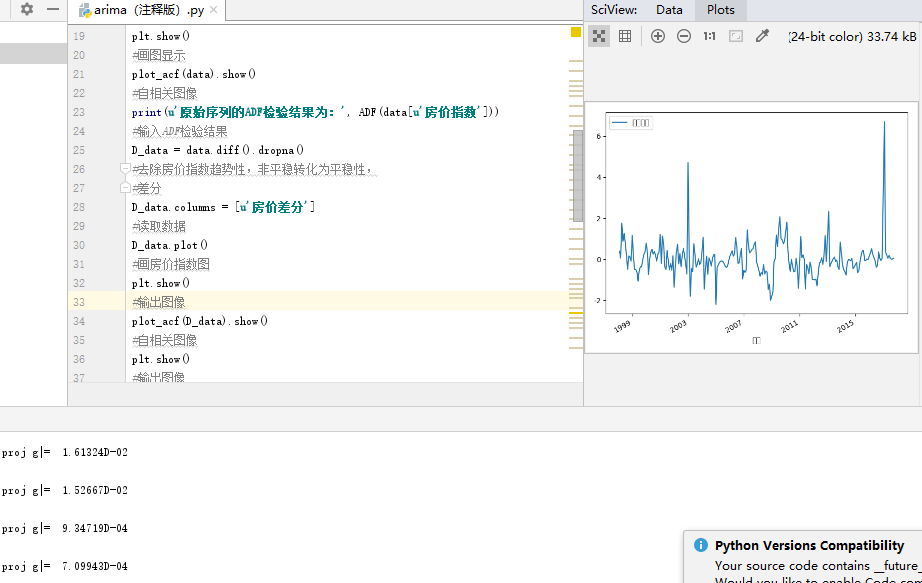 arima（注释版）.py
SciView: Data Plots
1:1 (24-bit color) 33.74 kB
19 plt.show()
20 #画图显示
21 plot_acf(data).show()
22 #自相关图像
23 print(u'原始序列的ADF检验结果为：', ADF(data[u'房价指数']))
24 #输入ADF检验结果
25 D_data = data.diff().dropna()
26 #去除房价指数趋势性，非平稳转化为平稳性，
27 #差分
28 D_data.columns = [u'房价差分']
29 #读取数据
30 D_data.plot()
31 #画房价指数图
32 plt.show()
33 #输出图像
34 plot_acf(D_data).show()
35 #自相关图像
36 plt.show()
37 #输出图像
6
4
2
0
-2
1999
2003
2007
2011
2015
proj g|= 1.61324D-02
proj g|= 1.52667D-02
proj g|= 9.34719D-04
proj g|= 7.09943D-04
Python Versions Compatibility
Your source code contains __future_
Would you like to enable Code com